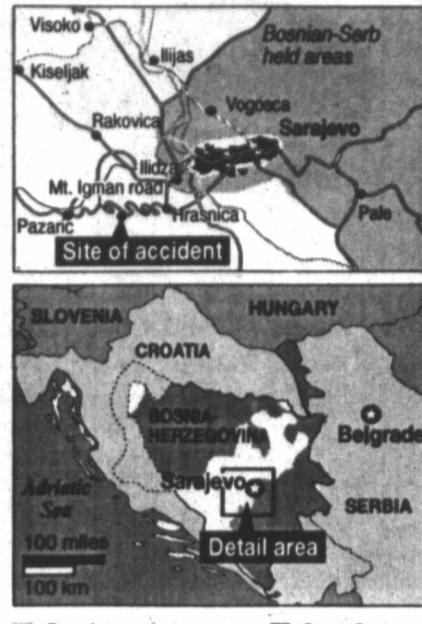 Visoko
Ilijas
Bosnian-Serb
held areas
Kiseljak
Vogosca
Rakovica
Sarajevo
Ilidza
Mt. Igman road
Hrasnica
Pale
Pazaric
Site of accident
SLOVENIA
HUNGARY
CROATIA
BOSNIA-
HERZEGOVINA
Belgrade
Sarajevo
Adriatic
Sea
SERBIA
100 miles
Detail area
100 km